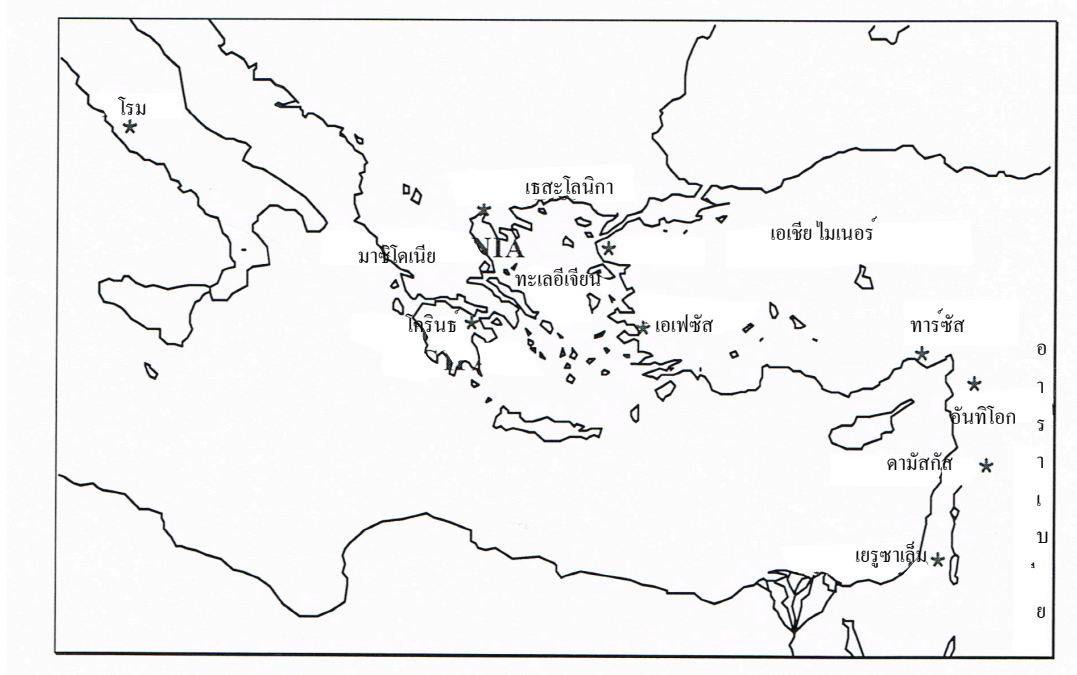 โรม
เธสะโลนิกา
เอเชีย ไมเนอร์
มาซิโดเนีย
NIA
ทะเลอีเจียน
โครินธ์
เอเฟซัส
ทาร์ซัส
อันทิโอก
ดามัสกัส
เยรูซาเล็ม
อ
า
ร
า
เ
บ
ี
ย